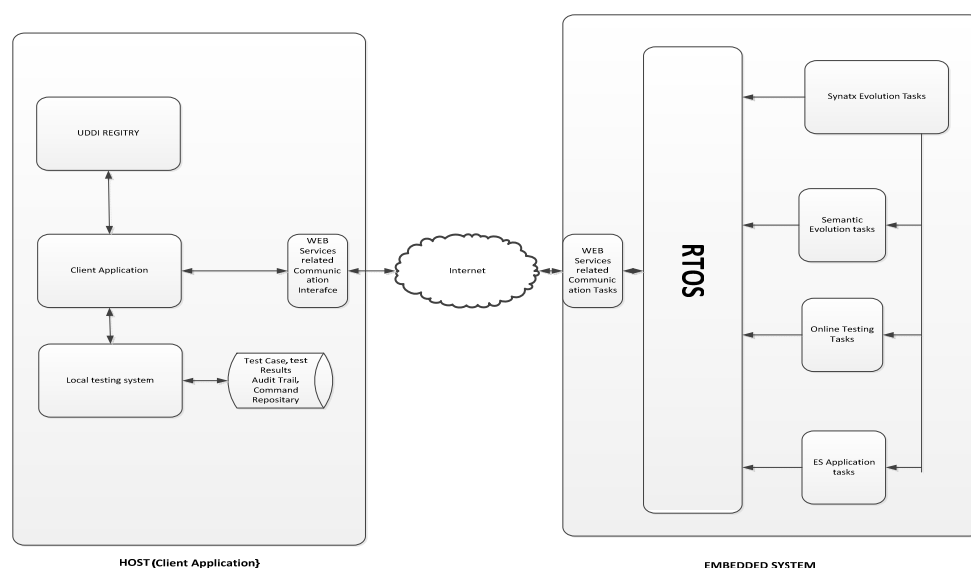 UDDI REGITRY
Client Application
Local testing system
WEB
Services
related
Communic
ation
Interafce
Test Case, test
Results
Audit Trail,
Command
Repositary
HOST (Client Application}
Internet
WEB
Services
related
Communic
ation Tasks
RTOS
Synatx Evolution Tasks
Semantic
Evolution tasks
Online Testing
Tasks
ES Application
tasks
EMBEDDED SYSTEM